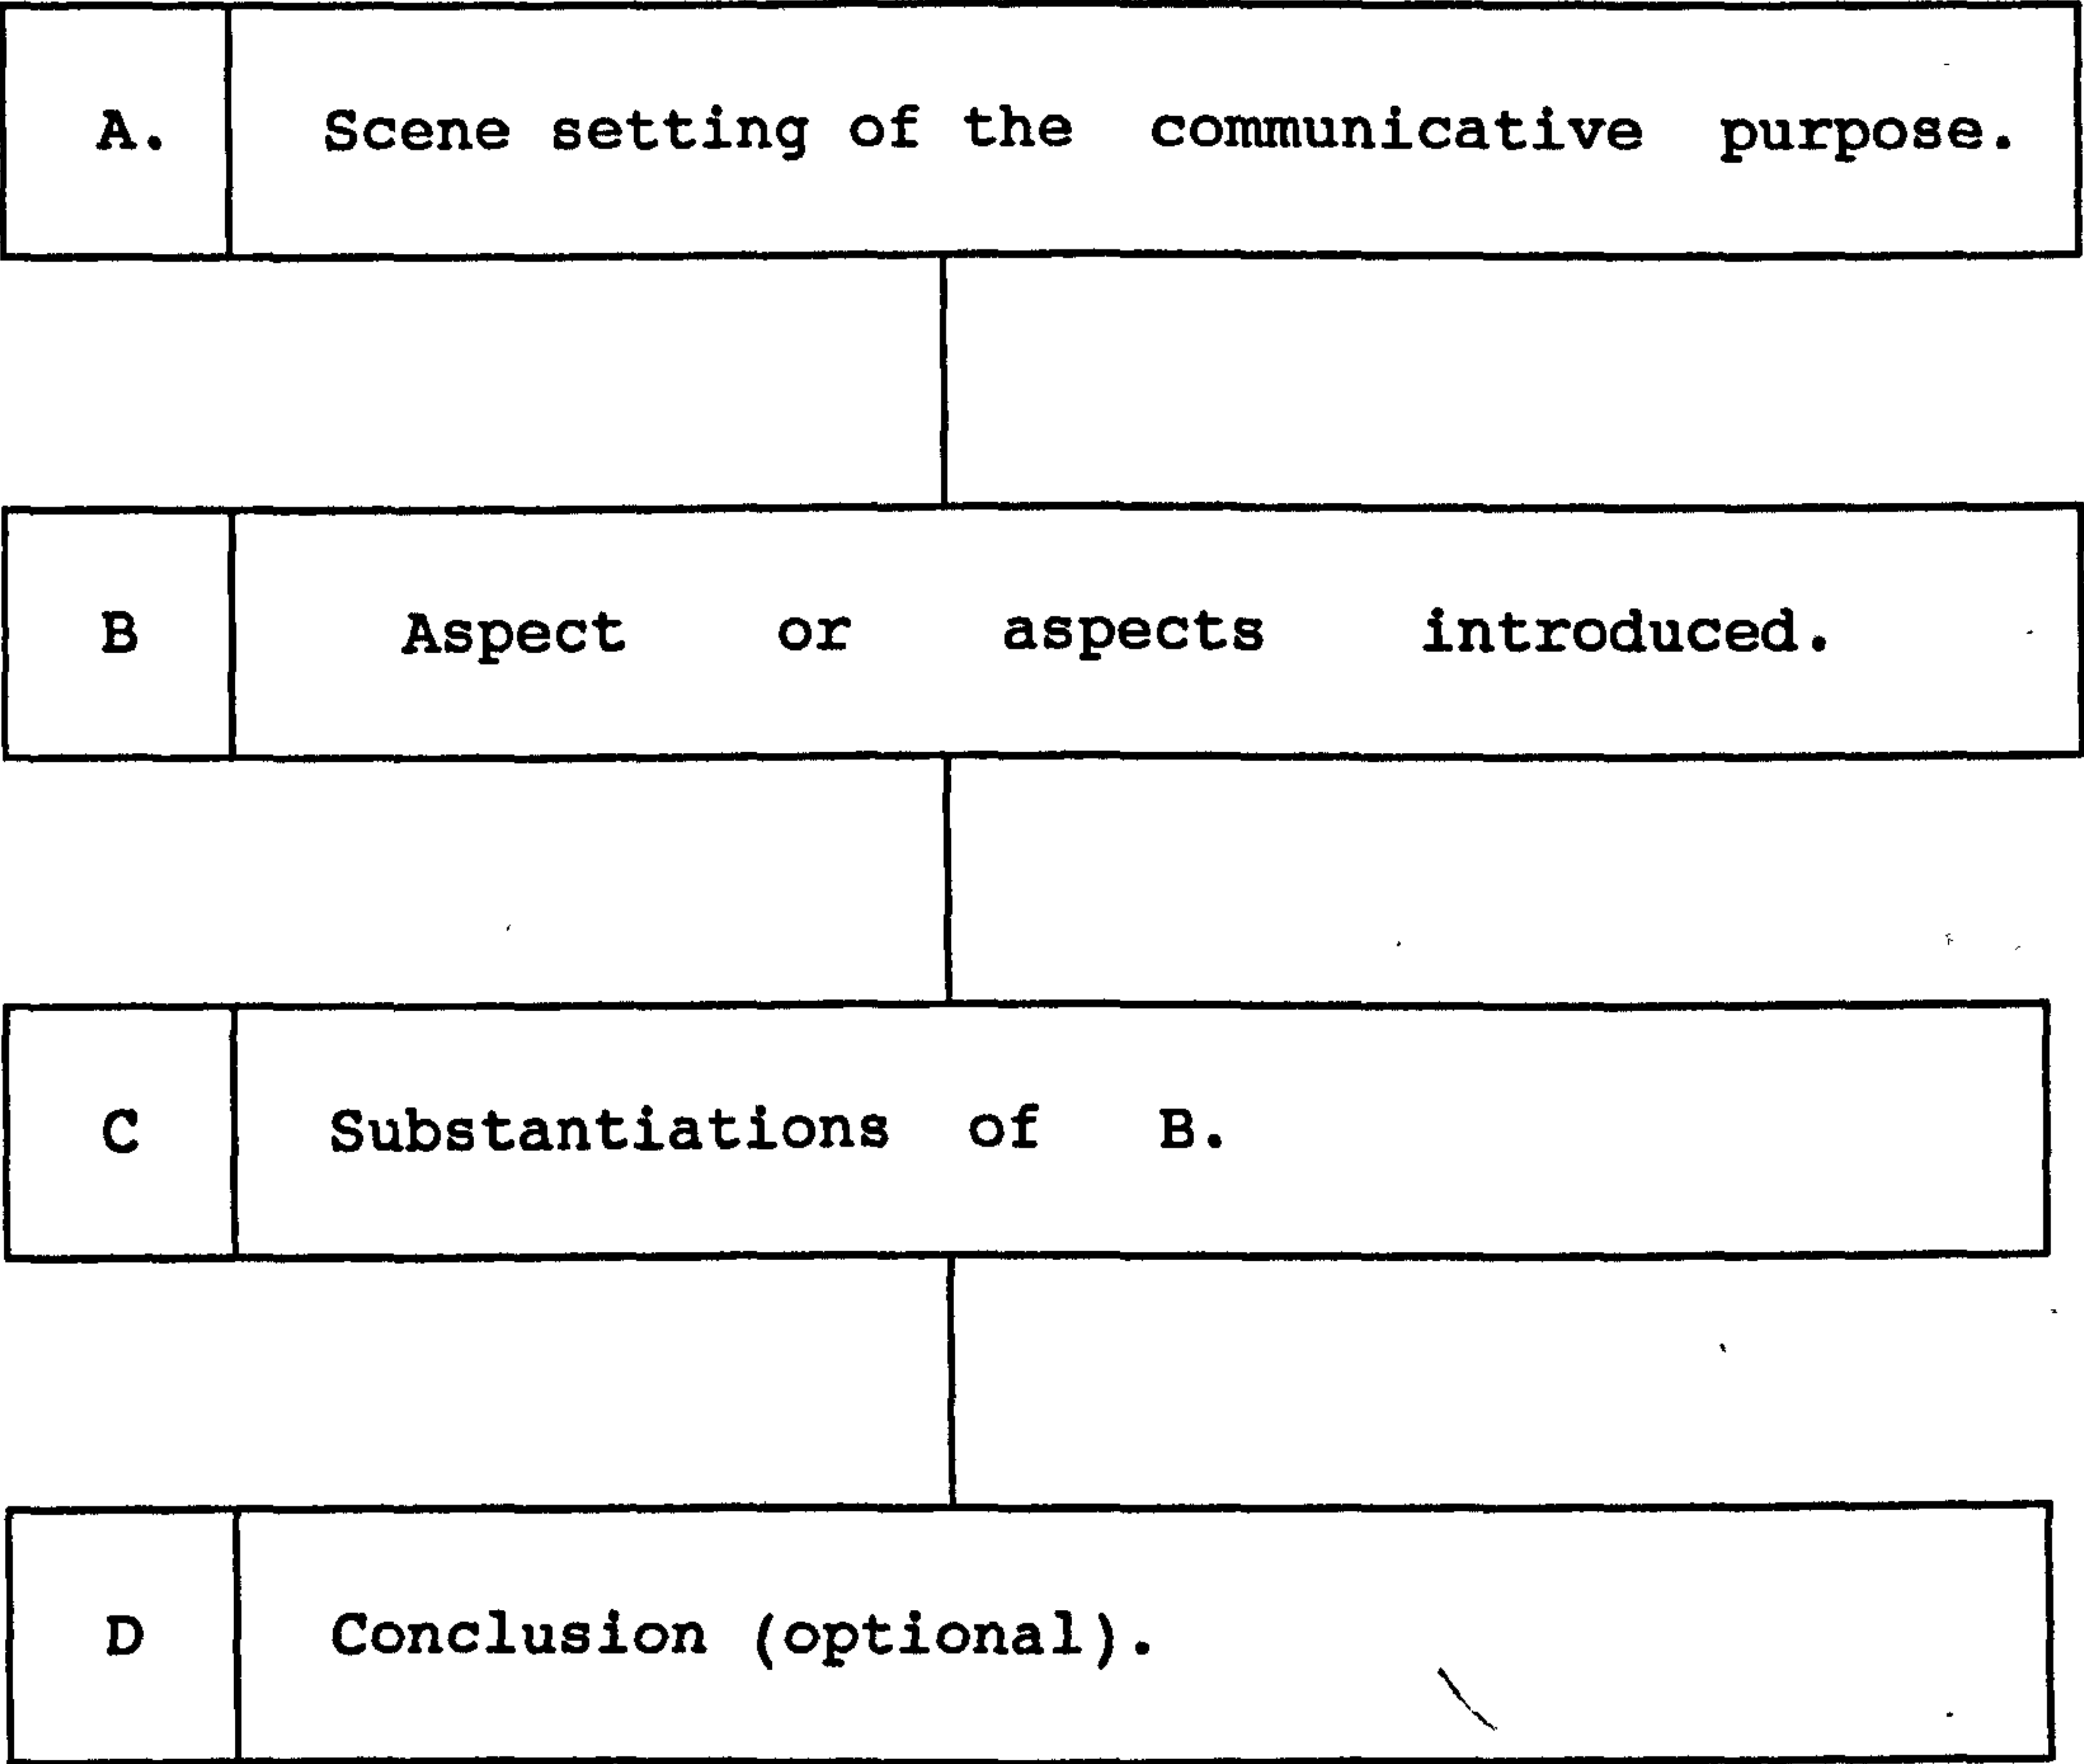 A. Scene setting of the communicative purpose.
B Aspect or aspects introduced.
C Substantiations of B.
D Conclusion (optional).